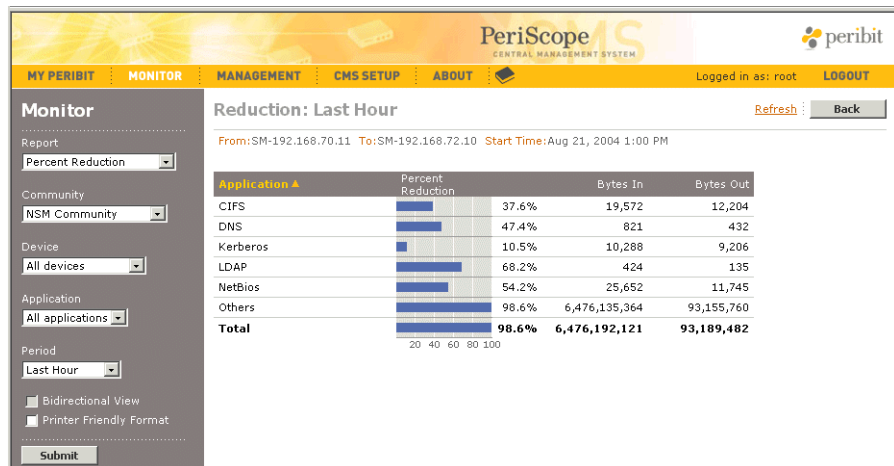 PeriScope
CENTRAL MANAGEMENT SYSTEM
peribit
MY PERIBIT MONITOR MANAGEMENT CMS SETUP ABOUT Logged in as: root LOGOUT
Monitor
Report
Percent Reduction
Community
NSM Community
Device
All devices
Application
All applications
Period
Last Hour
Bidirectional View
Printer Friendly Format
Submit
Reduction: Last Hour Refresh Back
From:SM-192.168.70.11 To:SM-192.168.72.10 Start Time:Aug 21, 2004 1:00 PM
Application Percent Reduction Bytes In Bytes Out
CIFS 37.6% 19,572 12,204
DNS 47.4% 821 432
Kerberos 10.5% 10,288 9,206
LDAP 68.2% 424 135
NetBios 54.2% 25,652 11,745
Others 98.6% 6,476,135,364 93,155,760
Total 98.6% 6,476,192,121 93,189,482
20 40 60 80 100